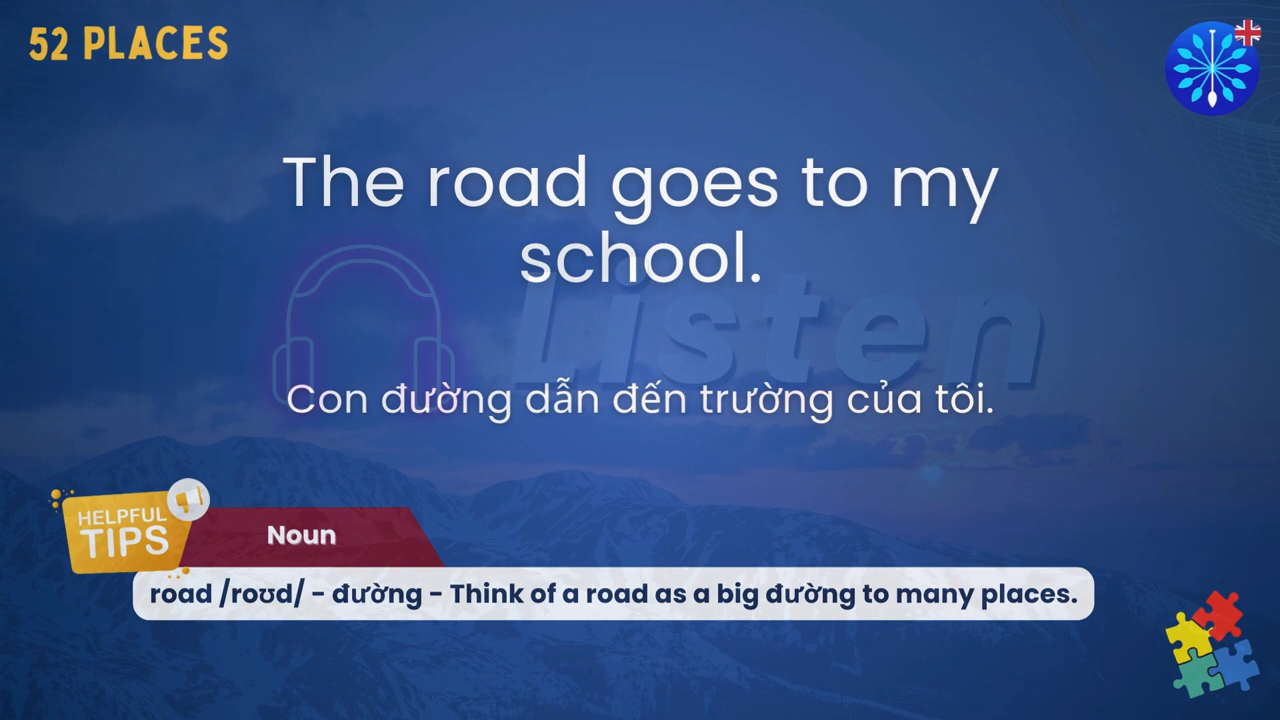 52 PLACES
The road goes to my
school.
Listen
Con đường dẫn đến trường của tôi.
HELPFUL
TIPS
Noun
road /roʊd/ - đường - Think of a road as a big đường to many places.